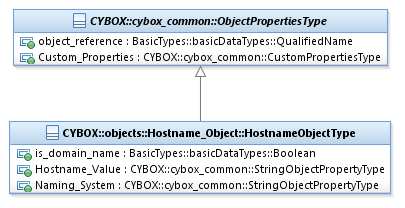 CYBOX::cybox_common::ObjectPropertiesType
object_reference : BasicTypes::basicDataTypes::QualifiedName
Custom_Properties : CYBOX::cybox_common::CustomPropertiesType
CYBOX::objects::Hostname_Object::HostnameObjectType
is_domain_name : BasicTypes::basicDataTypes::Boolean
Hostname_Value : CYBOX::cybox_common::StringObjectPropertyType
Naming_System : CYBOX::cybox_common::StringObjectPropertyType